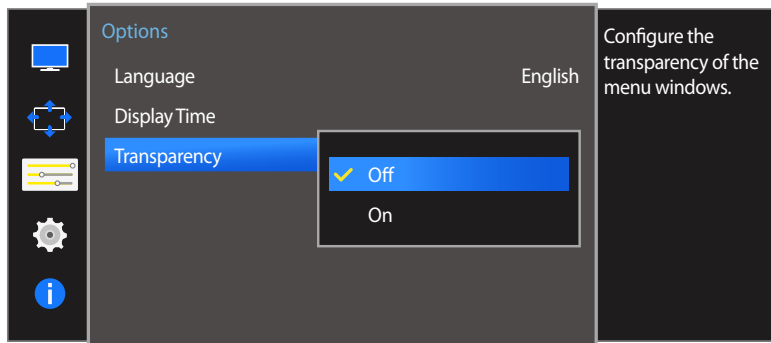 Options
Language English
Display Time
Transparency
Off
On
Configure the
transparency of the
menu windows.